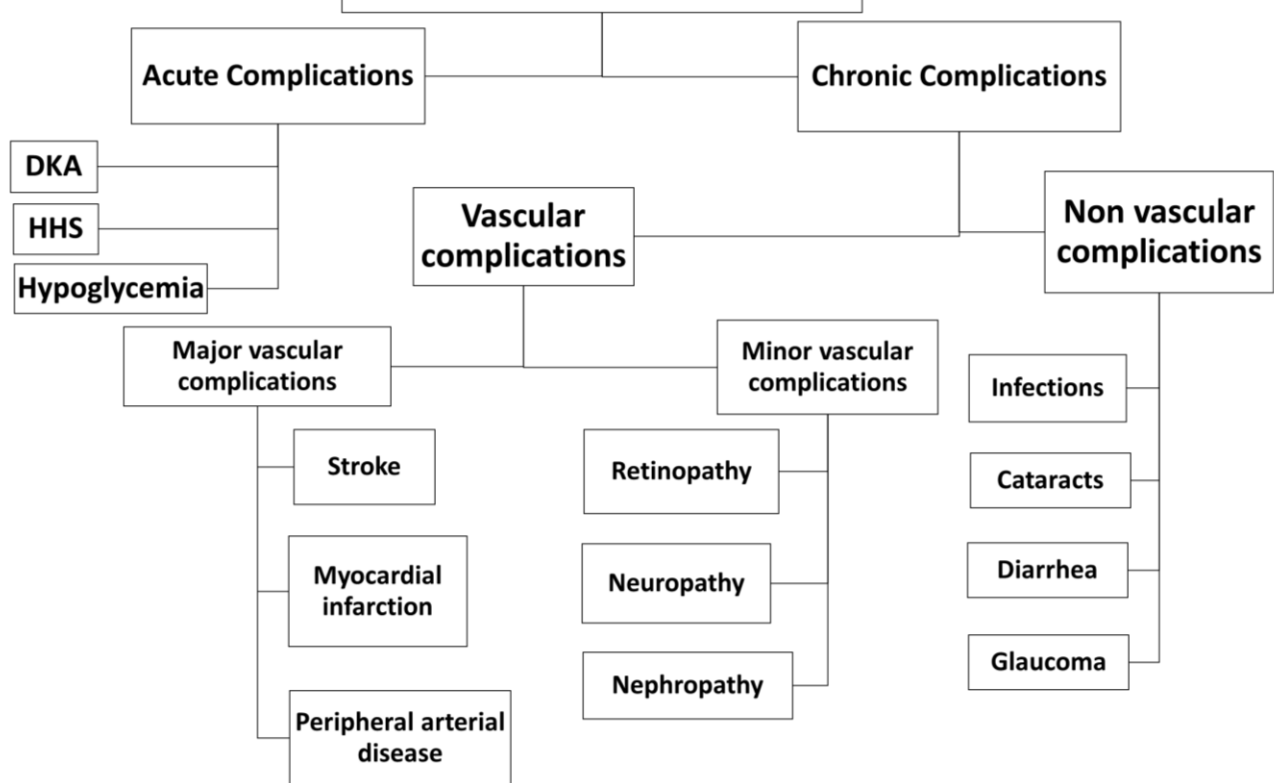 Acute Complications
Chronic Complications
DKA
HHS
Hypoglycemia
Vascular
complications
Non vascular
complications
Major vascular
complications
Minor vascular
complications
Stroke
Myocardial
infarction
Peripheral arterial
disease
Retinopathy
Neuropathy
Nephropathy
Infections
Cataracts
Diarrhea
Glaucoma